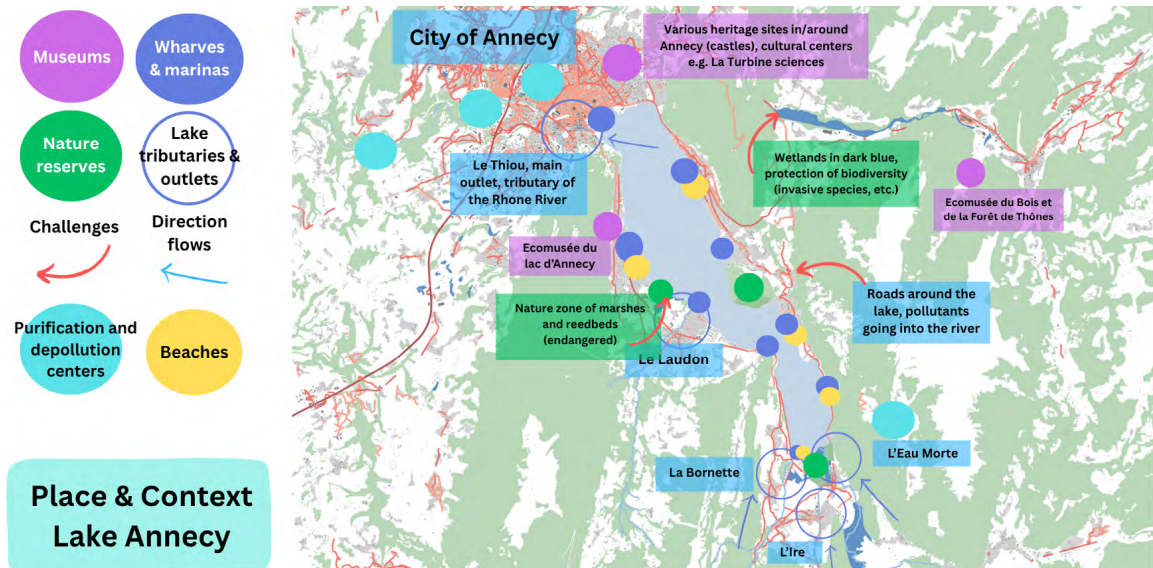 Museums
Wharves
& marinas
Nature
reserves
Lake
tributaries &
outlets
Challenges
Direction
flows
Purification and
depollution
centers
Beaches
Place & Context
Lake Annecy
City of Annecy
Various heritage sites in/around
Annecy (castles), cultural centers
e.g. La Turbine sciences
Le Thiou, main
outlet, tributary of
the Rhone River
Wetlands in dark blue,
protection of biodiversity
(invasive species, etc.)
Ecomusée du Bois et
de la Forêt de Thônes
Ecomusée du
lac d'Annecy
Nature zone of marshes
and reedbeds
(endangered)
Roads around the
lake, pollutants
going into the river
Le Laudon
L'Eau Morte
La Bornette
L'Ire